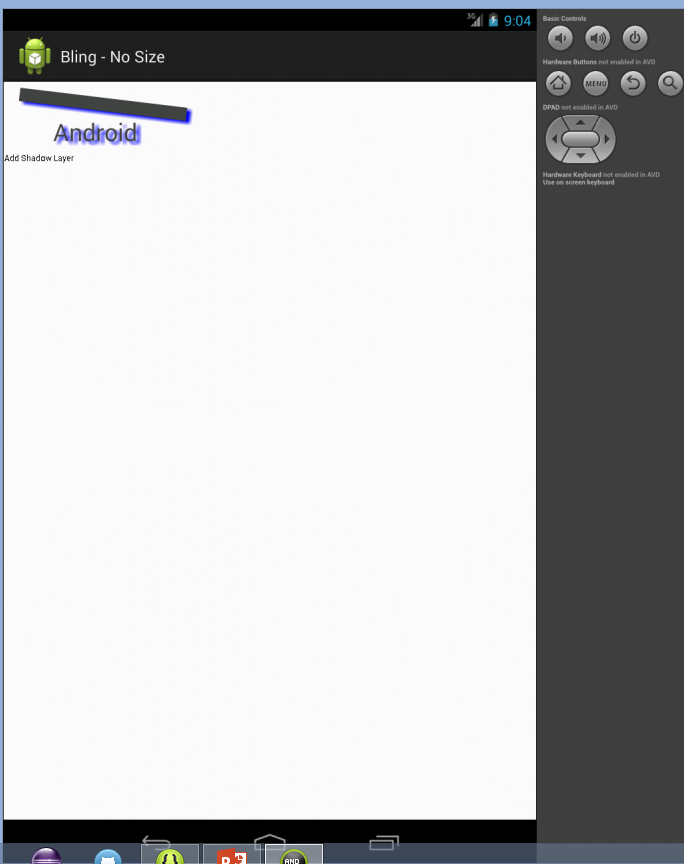 3G 9:04
Bling - No Size
Android
Add Shadow Layer
Basic Controls
Hardware Buttons not enabled in AVD
MENU
DPAD not enabled in AVD
Hardware Keyboard not enabled in AVD
Use on screen keyboard
P
AND